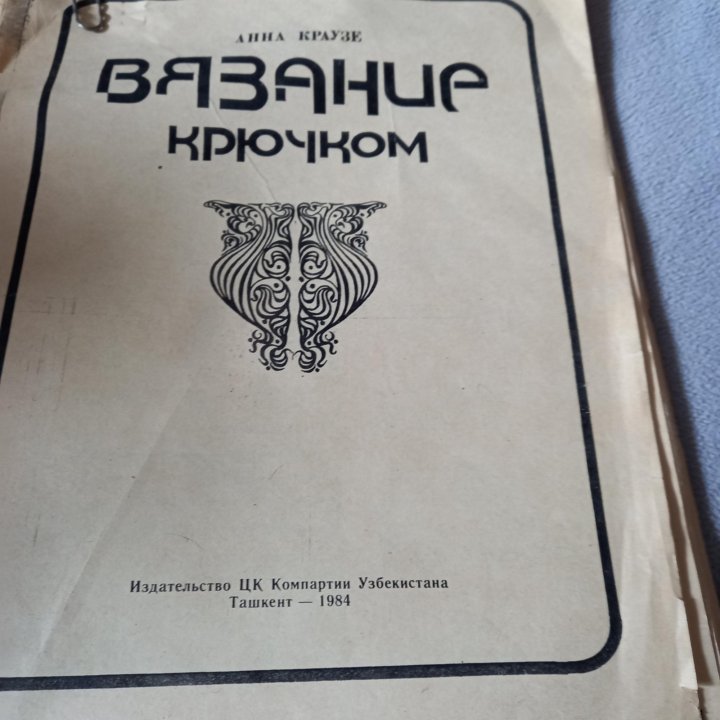 АННА КРАУЗЕ
ВЯЗАНИЕ
КРЮЧКОМ
Издательство ЦК Компартии Узбекистана
Ташкент — 1984